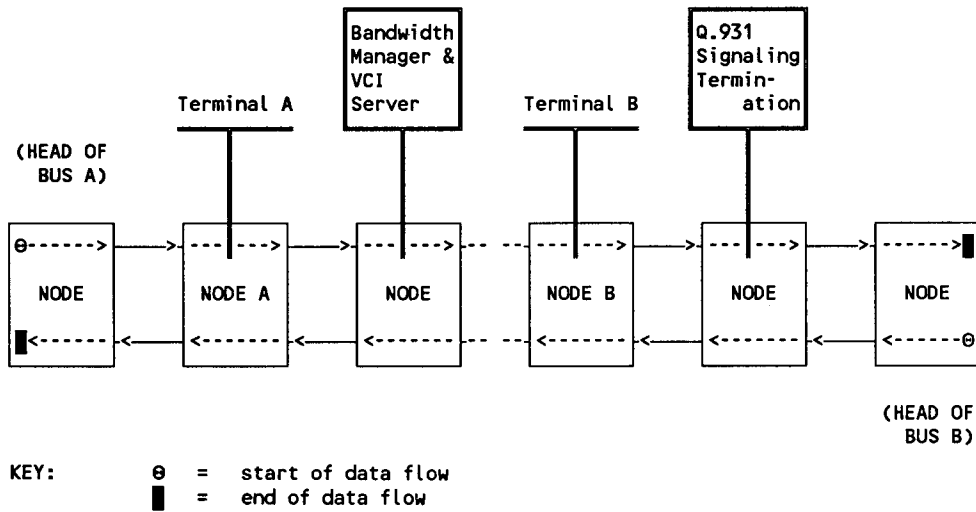 Bandwidth
Manager &
VCI
Server
Q.931
Signaling
Termin-
ation
Terminal A
Terminal B
(HEAD OF
BUS A)
NODE
NODE A
NODE
NODE B
NODE
NODE
(HEAD OF
BUS B)
KEY:
Θ = start of data flow
█ = end of data flow